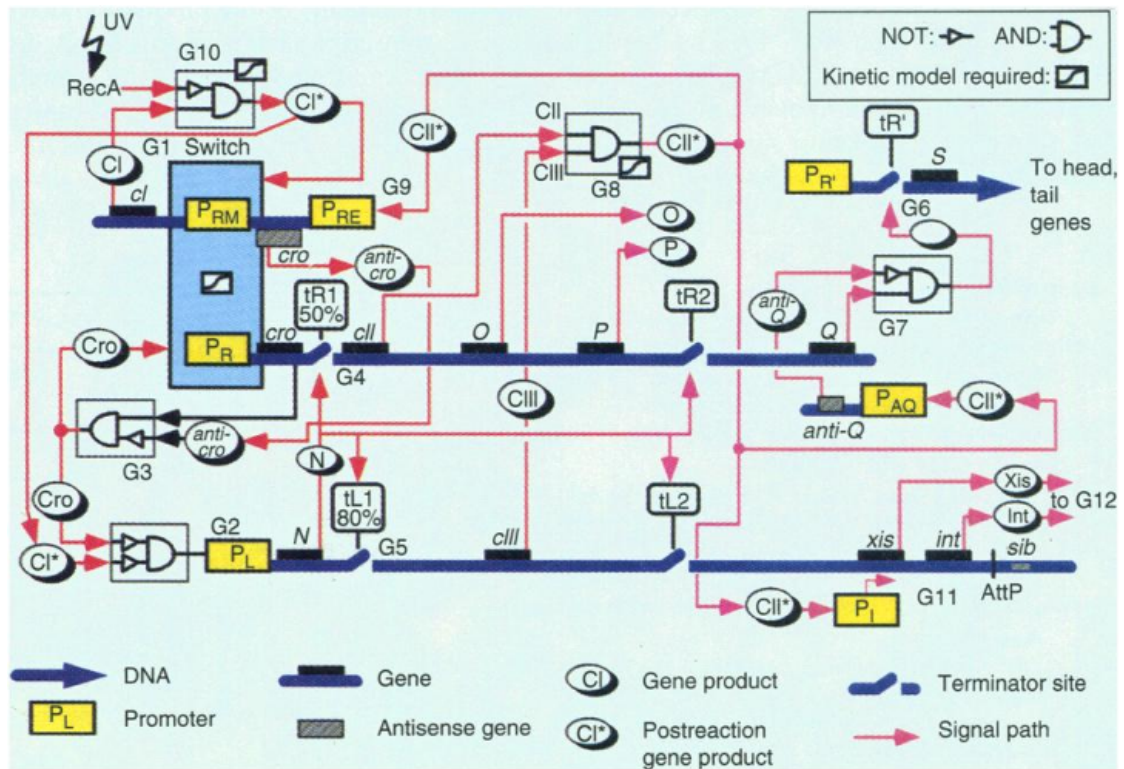 UV
G10
NOT: AND:
Kinetic model required:
RecA
CI*
CII*
CII
CIII
G8
CII*
tR'
G1 Switch
CI
cI
PRM
PRE
G9
PR'
S
G6
To head,
tail
genes
cro
anti-
cro
O
P
anti-
Q
G7
tR1
50%
tR2
Cro
PR
cro
G4
cII
O
P
Q
CIII
PAQ
CII*
anti-Q
anti-
cro
G3
N
Cro
tL1
80%
tL2
Xis
to G12
Int
CI*
G2
PL
N
G5
cIII
xis
int
sib
CII*
PI
G11
AttP
DNA
Gene
CI
Gene product
Terminator site
PL
Promoter
Antisense gene
CI*
Postreaction
gene product
Signal path